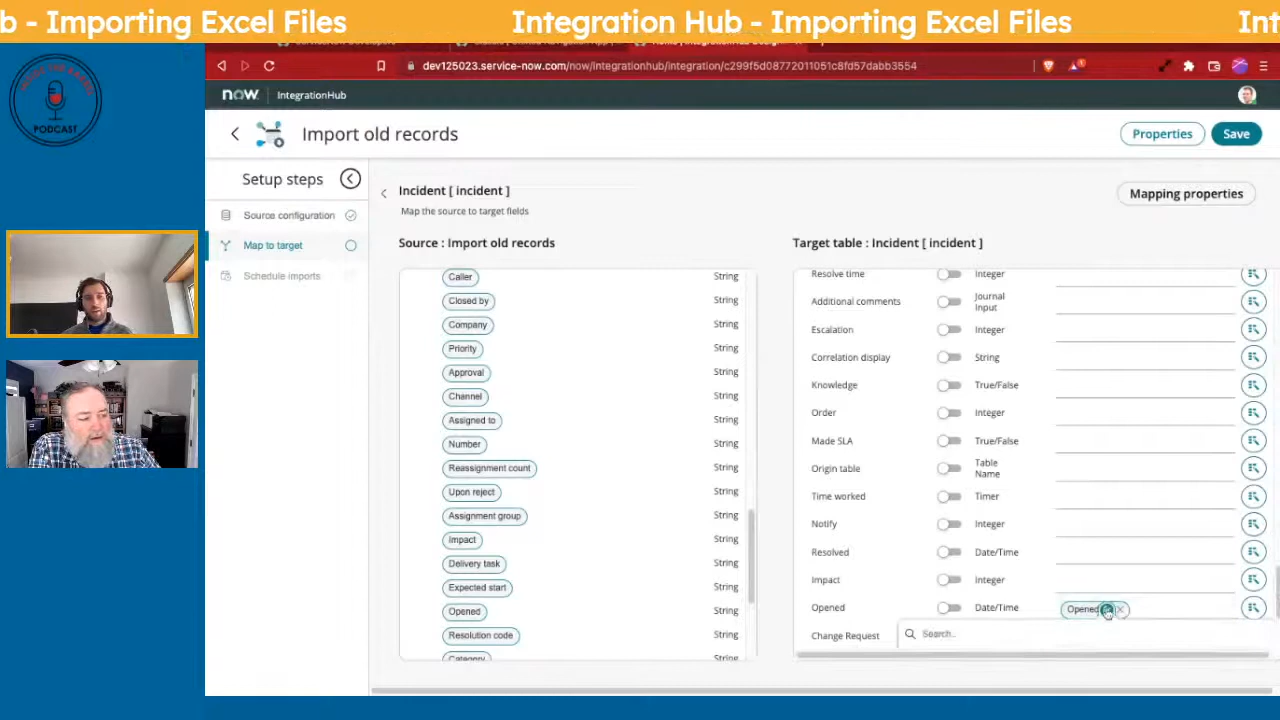 b - Importing Excel Files
Integration Hub - Importing Excel Files
Int
PODCAST
dev125023.service-now.com/now/integrationhub/integration/c299f5d08772011051c8fd57dabb3554
now
IntegrationHub
Import old records
Properties
Save
Setup steps
Source configuration
Map to target
Schedule imports
Incident [ incident ]
Map the source to target fields
Mapping properties
Source : Import old records
Caller String
Closed by String
Company String
Priority String
Approval String
Channel String
Assigned to String
Number String
Reassignment count String
Upon reject String
Assignment group String
Impact String
Delivery task String
Expected start String
Opened String
Resolution code String
Category String
Target table : Incident [ incident ]
Resolve time Integer
Additional comments Journal Input
Escalation Integer
Correlation display String
Knowledge True/False
Order Integer
Made SLA True/False
Origin table Table Name
Time worked Timer
Notify Integer
Resolved Date/Time
Impact Integer
Opened Date/Time Opened
Change Request
Search..